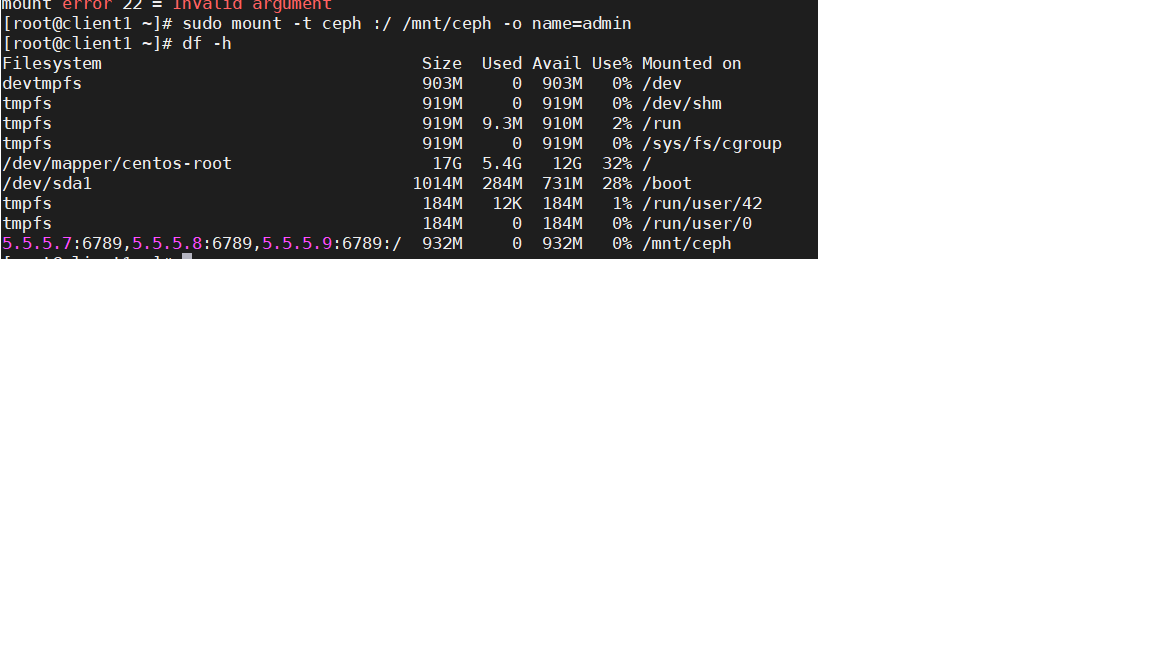 mount error 22 = Invalid argument
[root@client1 ~]# sudo mount -t ceph :/ /mnt/ceph -o name=admin
[root@client1 ~]# df -h
Filesystem                                Size  Used Avail Use% Mounted on
devtmpfs                                  903M     0  903M   0% /dev
tmpfs                                     919M     0  919M   0% /dev/shm
tmpfs                                     919M  9.3M  910M   2% /run
tmpfs                                     919M     0  919M   0% /sys/fs/cgroup
/dev/mapper/centos-root                    17G  5.4G   12G  32% /
/dev/sda1                                1014M  284M  731M  28% /boot
tmpfs                                     184M   12K  184M   1% /run/user/42
tmpfs                                     184M     0  184M   0% /run/user/0
5.5.5.7:6789,5.5.5.8:6789,5.5.5.9:6789:/  932M     0  932M   0% /mnt/ceph